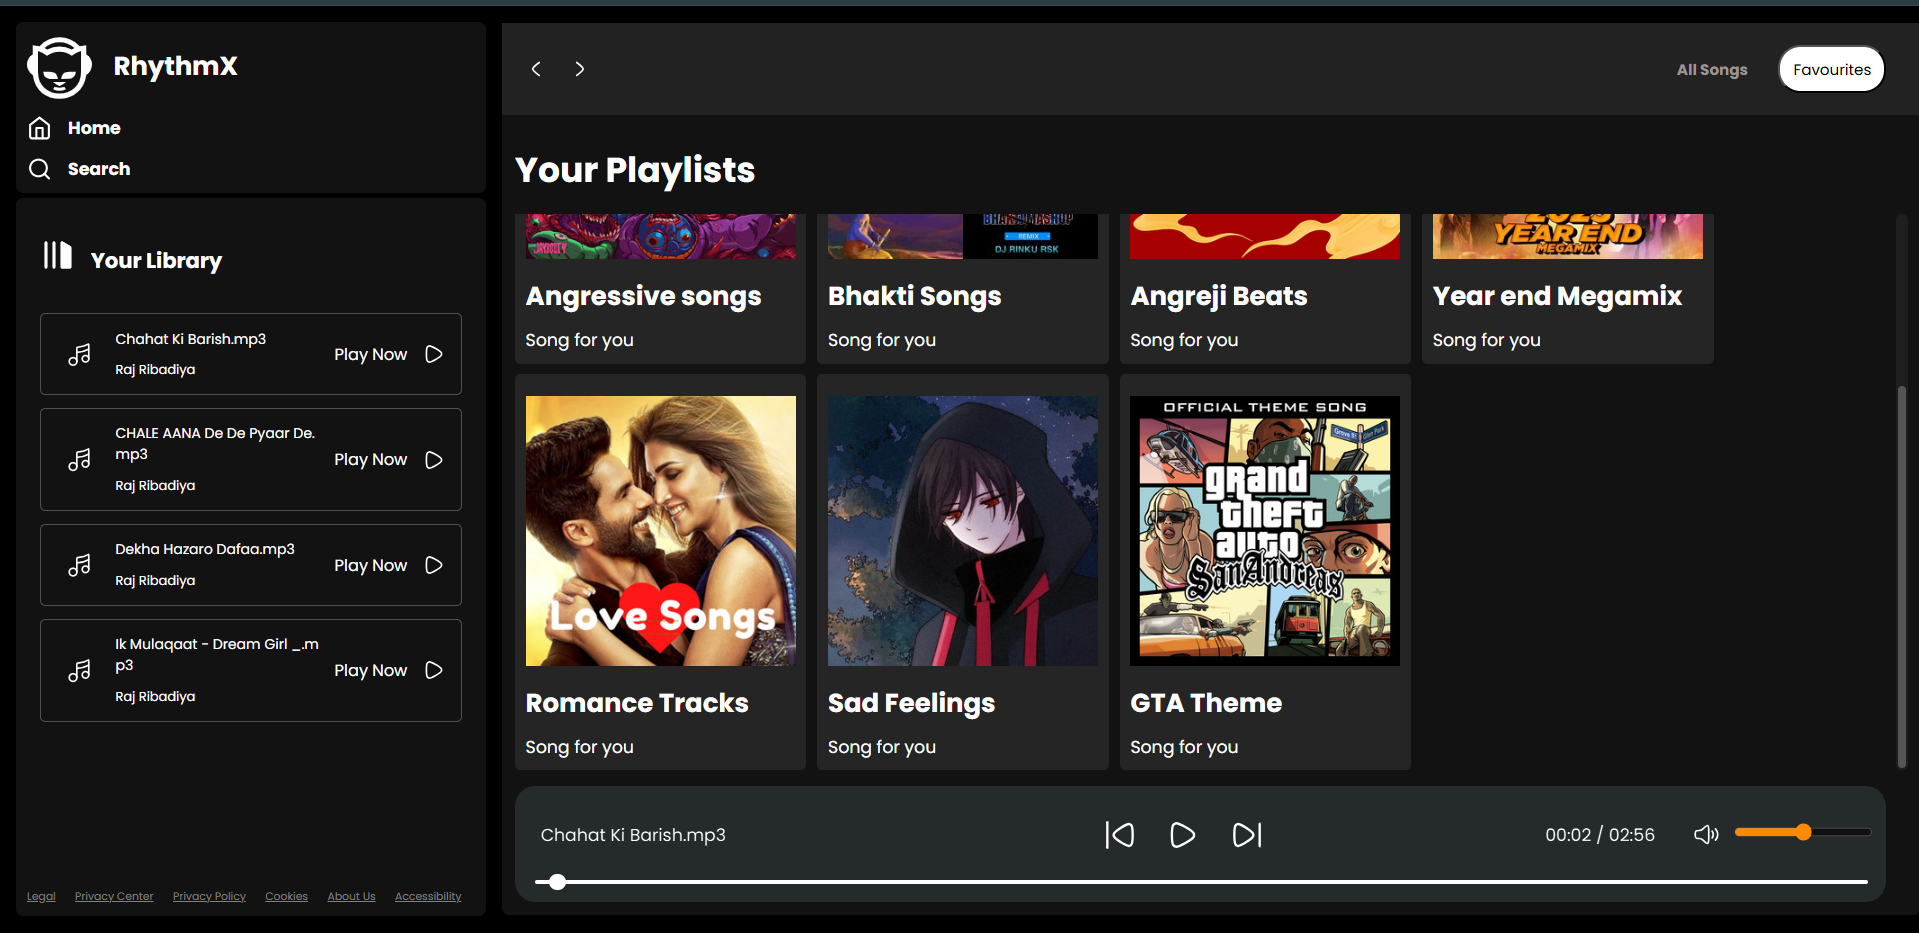 RhythmX
Home
Search
Your Library
Chahat Ki Barish.mp3
Raj Ribadiya
Play Now
CHALE AANA De De Pyaar De.
mp3
Raj Ribadiya
Play Now
Dekha Hazaro Dafaa.mp3
Raj Ribadiya
Play Now
Ik Mulaqaat - Dream Girl _.m
p3
Raj Ribadiya
Play Now
Legal
Privacy Center
Privacy Policy
Cookies
About Us
Accessibility
All Songs
Favourites
Your Playlists
REMIX
DJ RINKU RSK
YEAR END
MEGAMIX
Angressive songs
Song for you
Bhakti Songs
Song for you
Angreji Beats
Song for you
Year end Megamix
Song for you
Love Songs
OFFICIAL THEME SONG
Grove St
Glen Park
grand
theft
auto
San Andreas
Romance Tracks
Song for you
Sad Feelings
Song for you
GTA Theme
Song for you
Chahat Ki Barish.mp3
00:02 / 02:56